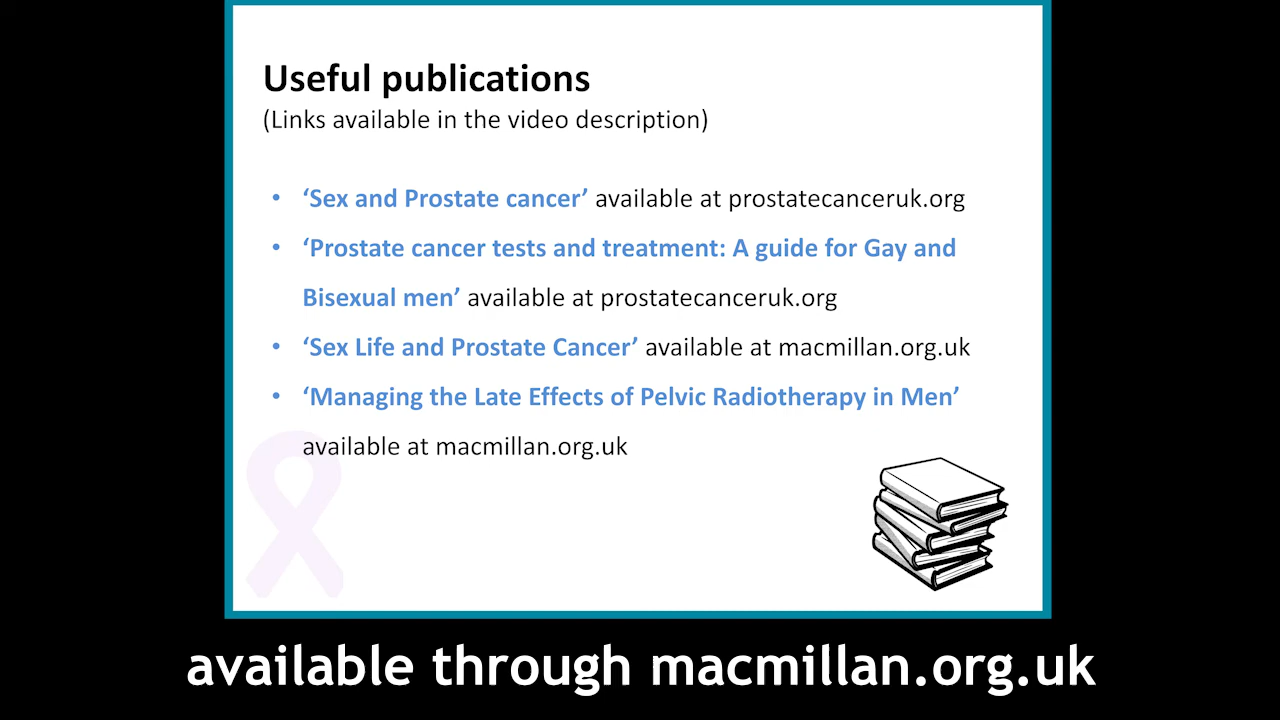 Useful publications
(Links available in the video description)
• ‘Sex and Prostate cancer’ available at prostatecanceruk.org
• ‘Prostate cancer tests and treatment: A guide for Gay and
Bisexual men’ available at prostatecanceruk.org
• ‘Sex Life and Prostate Cancer’ available at macmillan.org.uk
• ‘Managing the Late Effects of Pelvic Radiotherapy in Men’
available at macmillan.org.uk
available through macmillan.org.uk